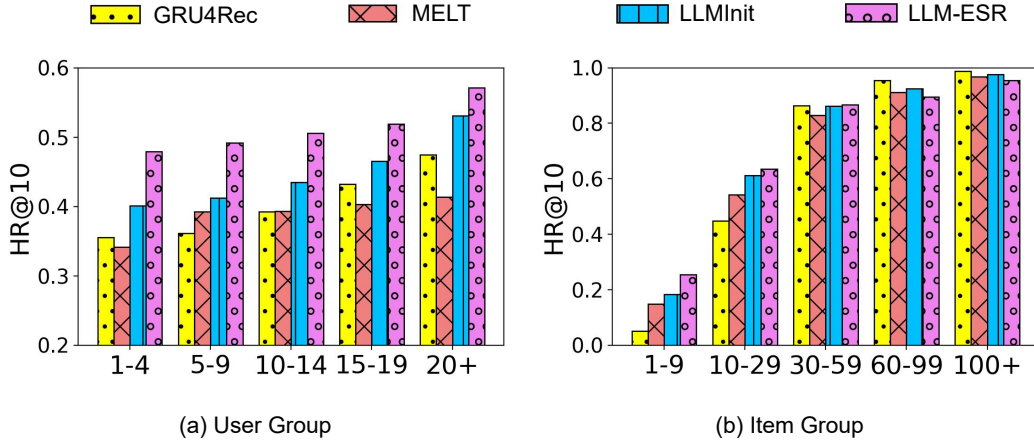 GRU4Rec MELT LLMInit LLM-ESR
HR@10
0.6
0.5
0.4
0.3
0.2
1-4 5-9 10-14 15-19 20+
(a) User Group
HR@10
1.0
0.8
0.6
0.4
0.2
0.0
1-9 10-29 30-59 60-99 100+
(b) Item Group